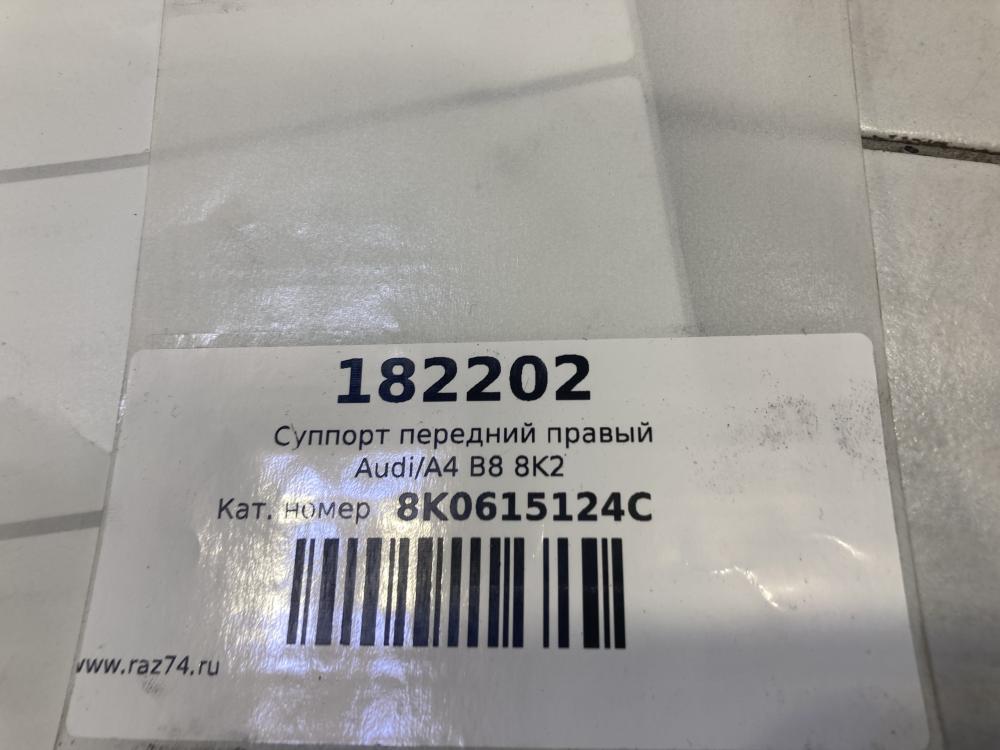 182202
Суппорт передний правый
Audi/A4 B8 8K2
Кат. номер 8K0615124C
www.raz74.ru